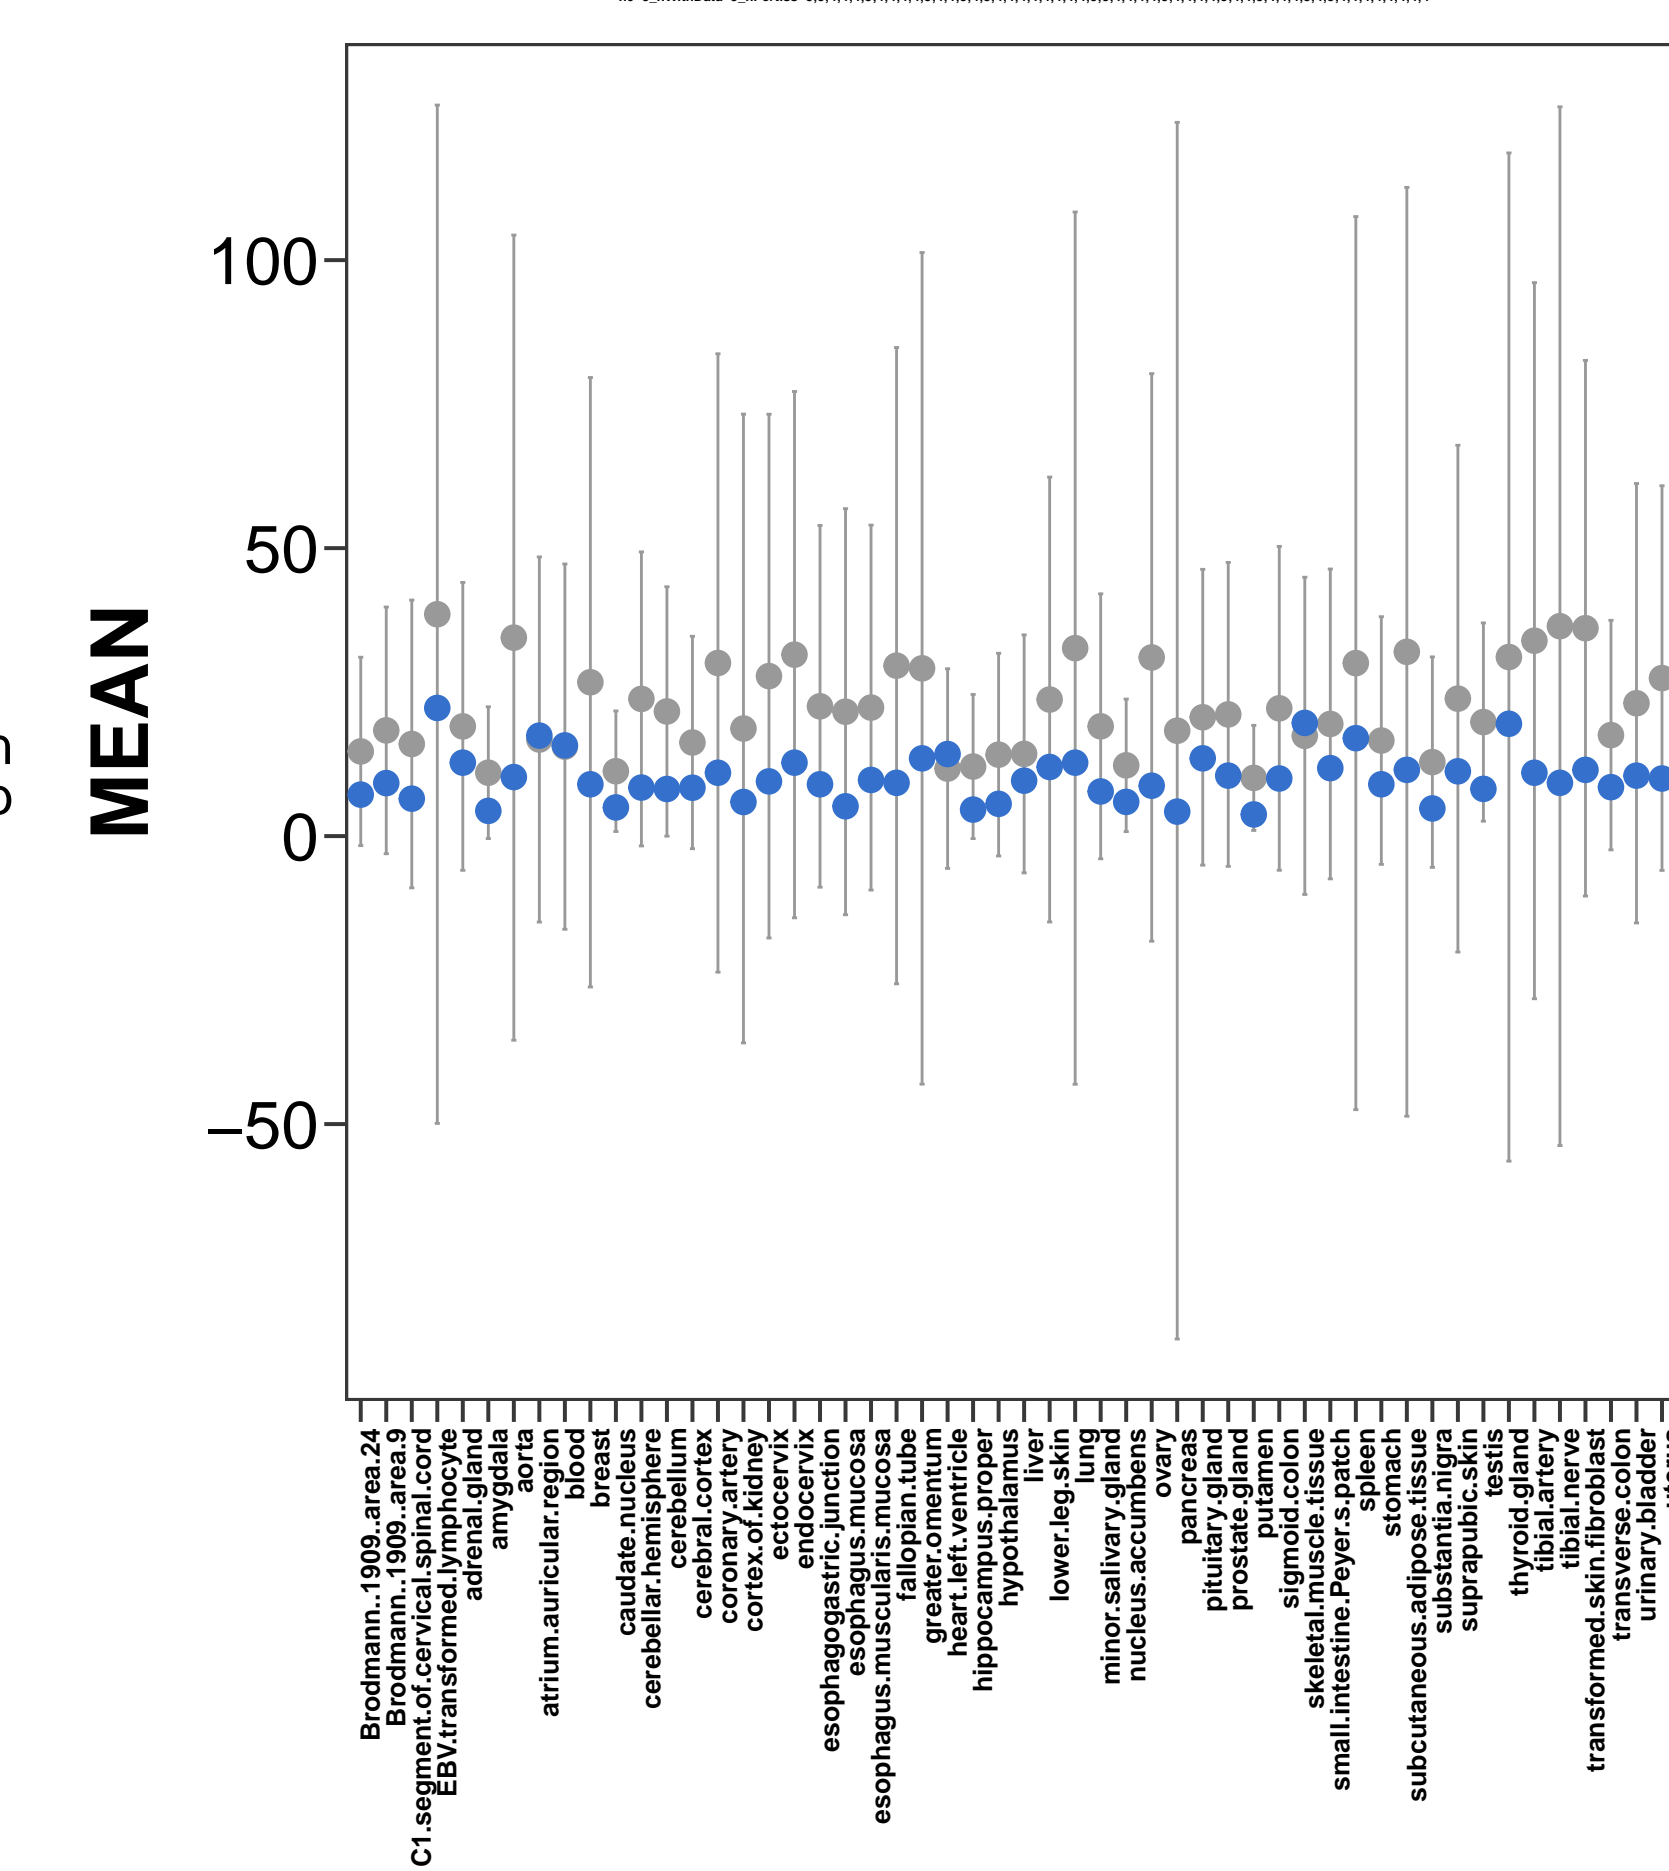 MEAN
100
50
0
−50
Brodmann..1909..area.24
Brodmann..1909..area.9
C1.segment.of.cervical.spinal.cord
EBV.transformed.lymphocyte
adrenal.gland
amygdala
aorta
atrium.auricular.region
blood
breast
caudate.nucleus
cerebellar.hemisphere
cerebellum
cerebral.cortex
coronary.artery
cortex.of.kidney
ectocervix
endocervix
esophagogastric.junction
esophagus.mucosa
esophagus.muscularis.mucosa
fallopian.tube
greater.omentum
heart.left.ventricle
hippocampus.proper
hypothalamus
liver
lower.leg.skin
lung
minor.salivary.gland
nucleus.accumbens
ovary
pancreas
pituitary.gland
prostate.gland
putamen
sigmoid.colon
skeletal.muscle.tissue
small.intestine.Peyer.s.patch
spleen
stomach
subcutaneous.adipose.tissue
substantia.nigra
suprapubic.skin
testis
thyroid.gland
tibial.artery
tibial.nerve
transformed.skin.fibroblast
transverse.colon
urinary.bladder